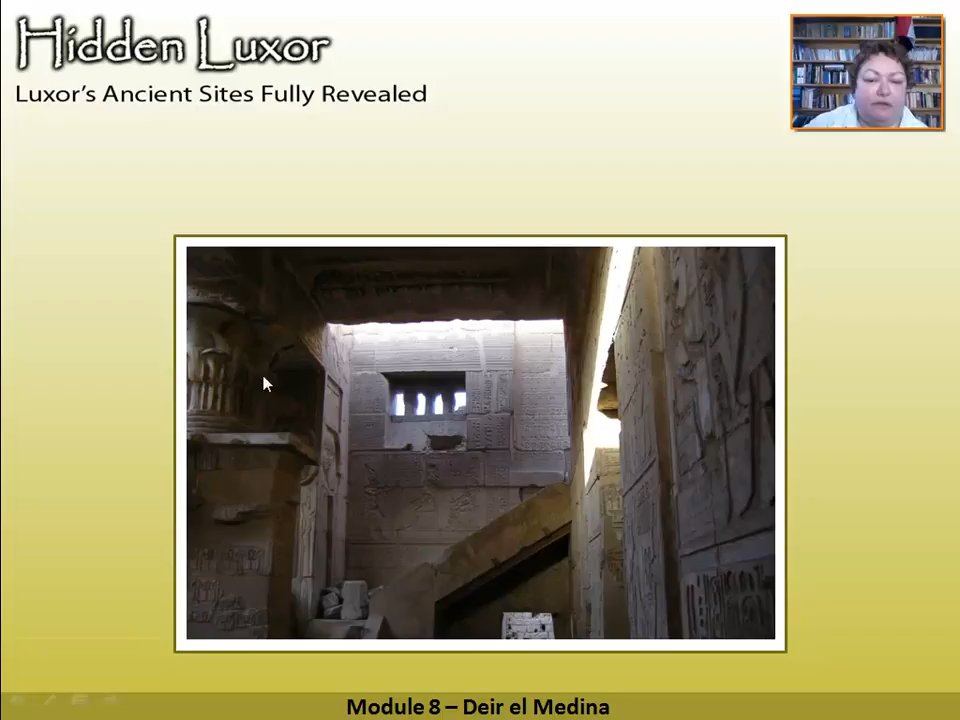 Hidden Luxor
Luxor's Ancient Sites Fully Revealed
Module 8 – Deir el Medina